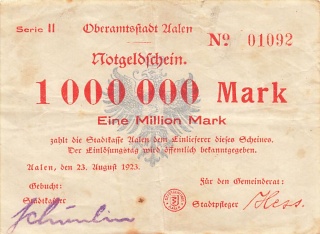 Serie II Oberamtsstadt Aalen
Notgeldschein. No 01092
1 000 000 Mark
Eine Million Mark
zahlt die Stadtkasse Aalen dem Einlieferer dieses Scheines.
Der Einlösungstag wird öffentlich bekanntgegeben.
Aalen, den 23. August 1923.
Gebucht: Für den Gemeinderat:
Stadtkasse: Stadtpfleger Hess.